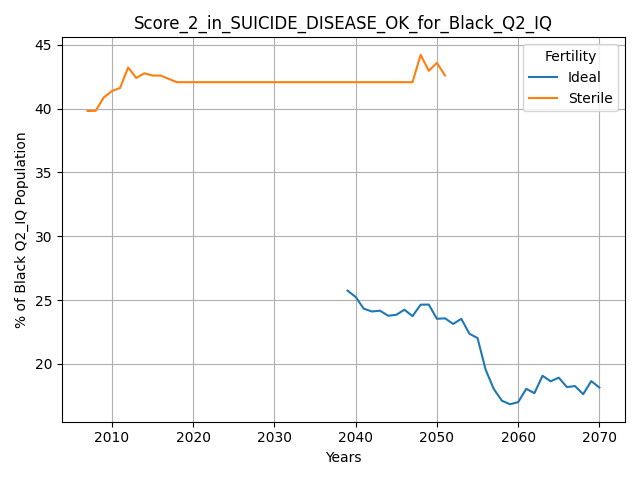 Score_2_in_SUICIDE_DISEASE_OK_for_Black_Q2_IQ
% of Black Q2_IQ Population
45
40
35
30
25
20
Fertility
Ideal
Sterile
2010 2020 2030 2040 2050 2060 2070
Years